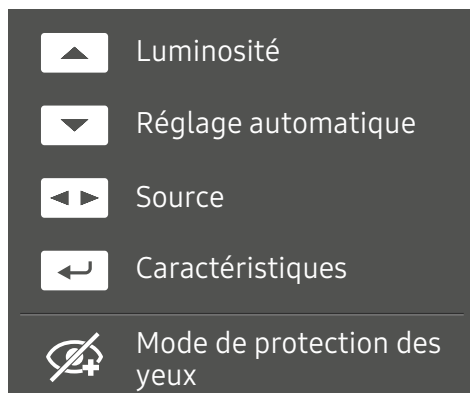 Luminosité
Réglage automatique
Source
Caractéristiques
Mode de protection des
yeux